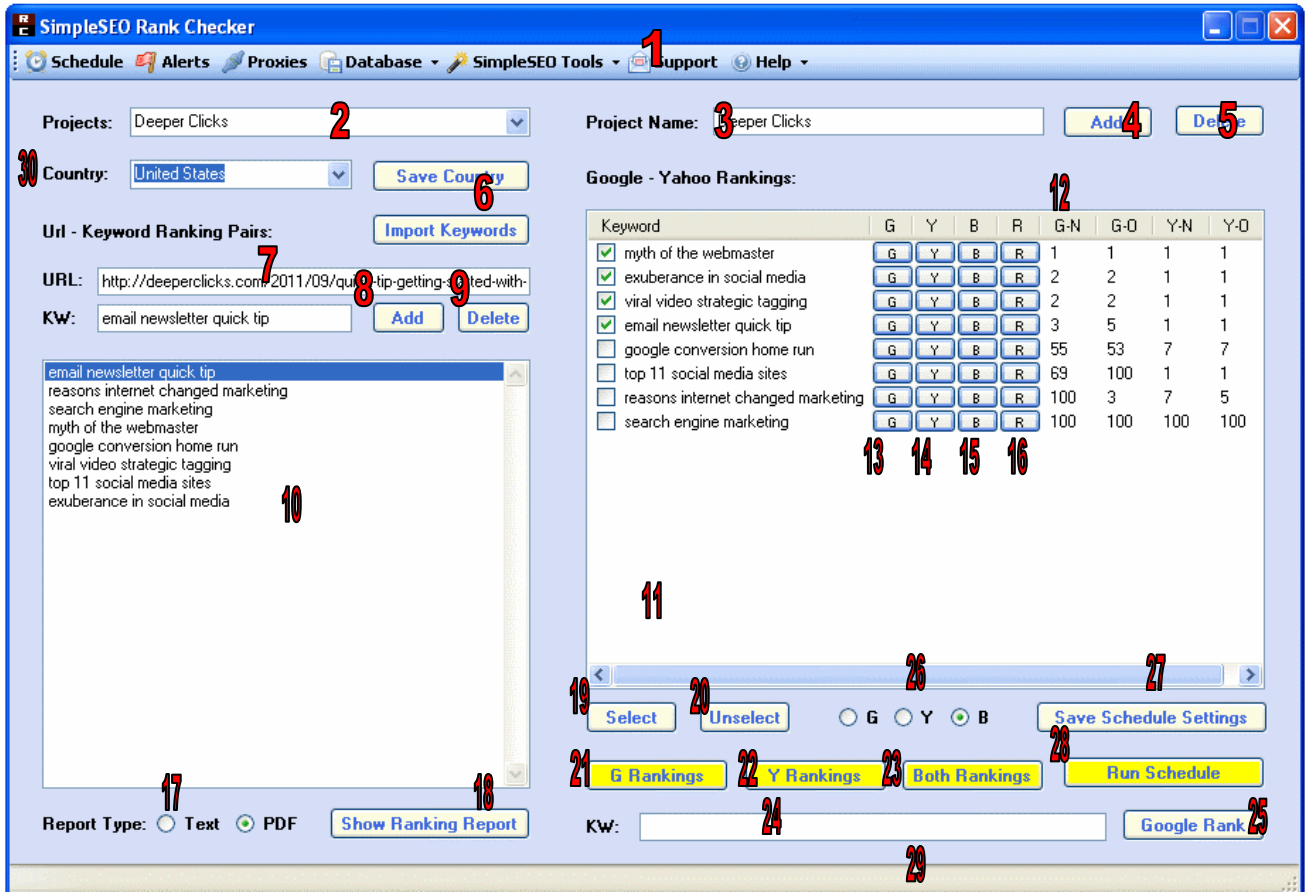 R C SimpleSEO Rank Checker
Schedule Alerts Proxies Database SimpleSEO Tools Support Help
1
Projects: Deeper Clicks 2
Project Name: Deeper Clicks 3 Add 4 Delete 5
30 Country: United States Save Country 6
Google - Yahoo Rankings: 12
Url - Keyword Ranking Pairs: 7 Import Keywords
URL: http://deeperclicks.com/2011/09/quick-tip-getting-started-with-
KW: email newsletter quick tip Add 8 Delete 9
email newsletter quick tip
reasons internet changed marketing
search engine marketing
myth of the webmaster
google conversion home run
viral video strategic tagging
top 11 social media sites
exuberance in social media
10
Keyword G Y B R G-N G-O Y-N Y-O
myth of the webmaster G Y B R 1 1 1 1
exuberance in social media G Y B R 2 2 1 1
viral video strategic tagging G Y B R 2 2 1 1
email newsletter quick tip G Y B R 3 5 1 1
google conversion home run G Y B R 55 53 7 7
top 11 social media sites G Y B R 69 100 1 1
reasons internet changed marketing G Y B R 100 3 7 5
search engine marketing G Y B R 100 100 100 100
13 14 15 16
11
26 27
19 Select 20 Unselect G Y B Save Schedule Settings
28
21 G Rankings 22 Y Rankings 23 Both Rankings Run Schedule
17 18
Report Type: Text PDF Show Ranking Report
KW: 24 Google Rank 25
29